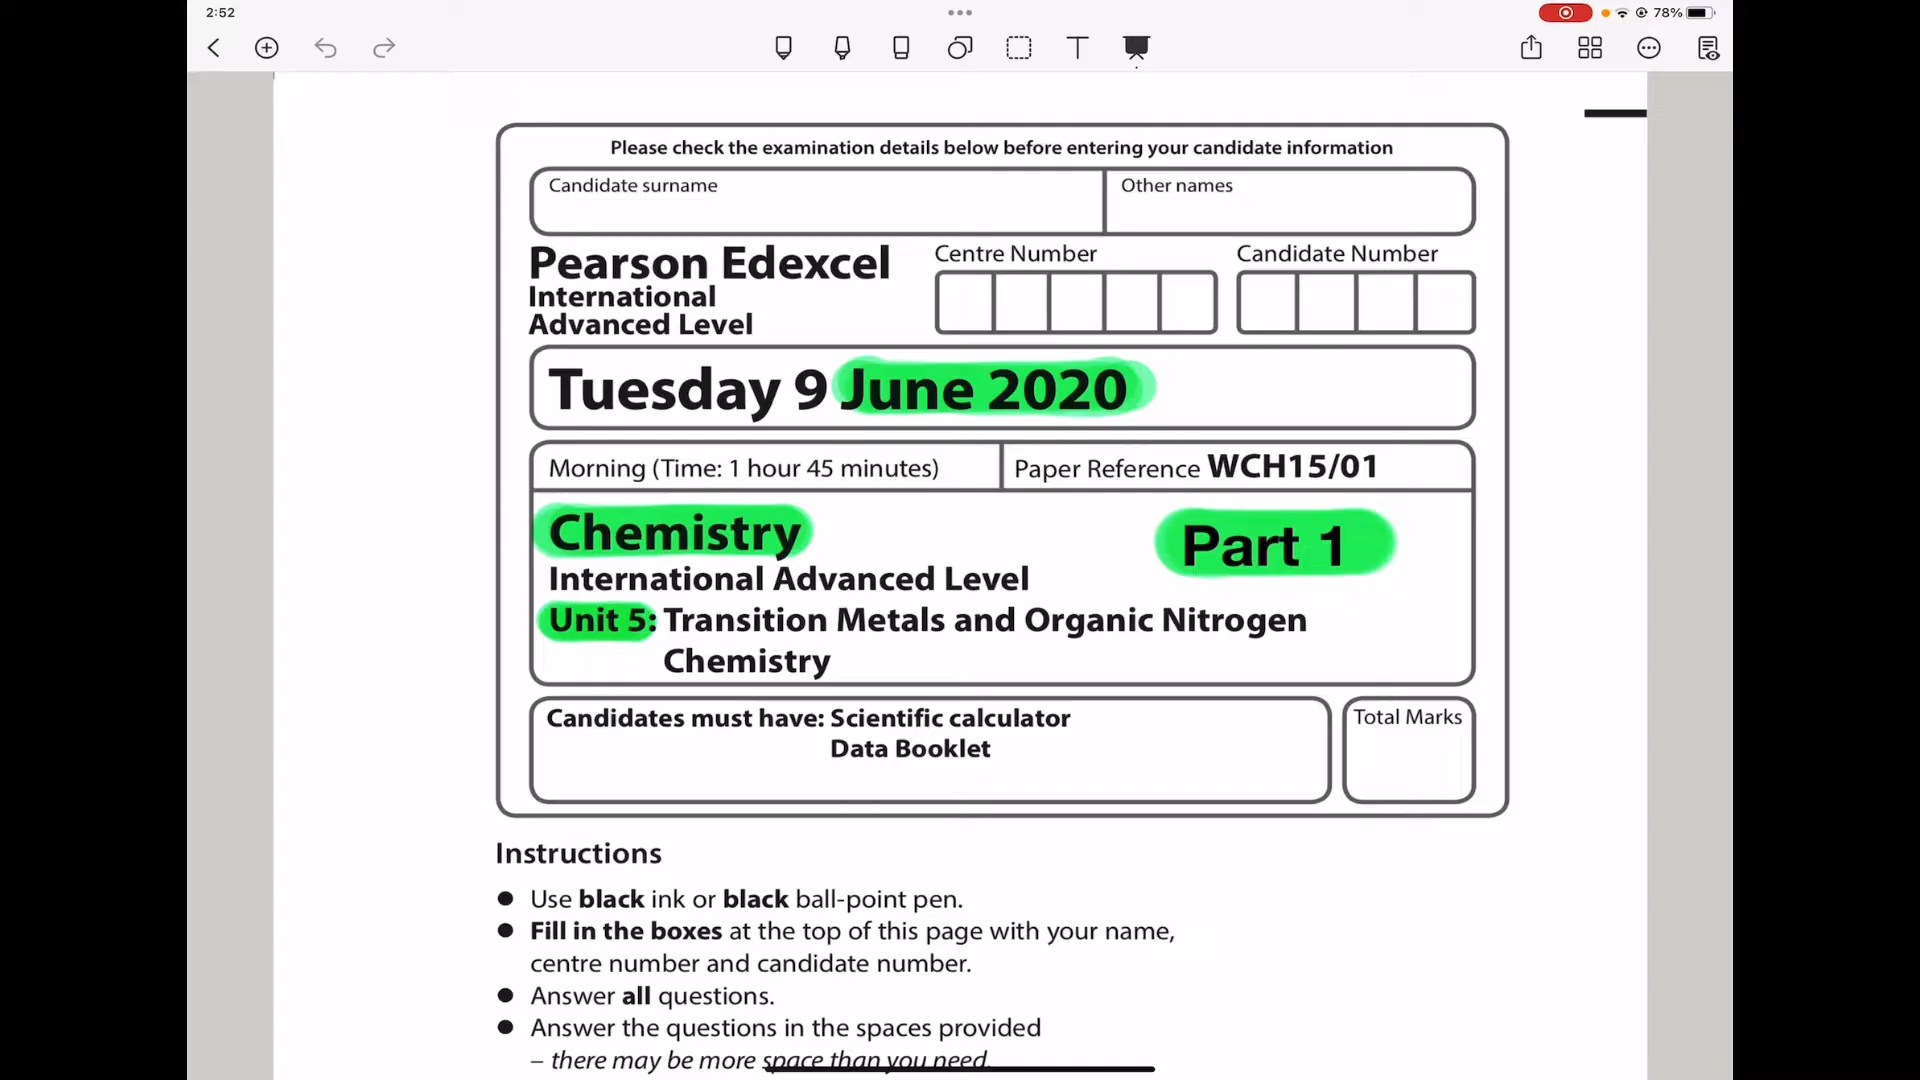 2:52
78%
Please check the examination details below before entering your candidate information
Candidate surname
Other names
Pearson Edexcel
International
Advanced Level
Centre Number
Candidate Number
Tuesday 9 June 2020
Morning (Time: 1 hour 45 minutes)
Paper Reference WCH15/01
Chemistry
Part 1
International Advanced Level
Unit 5: Transition Metals and Organic Nitrogen
Chemistry
Candidates must have: Scientific calculator
Data Booklet
Total Marks
Instructions
● Use black ink or black ball-point pen.
● Fill in the boxes at the top of this page with your name,
centre number and candidate number.
● Answer all questions.
● Answer the questions in the spaces provided
– there may be more space than you need.